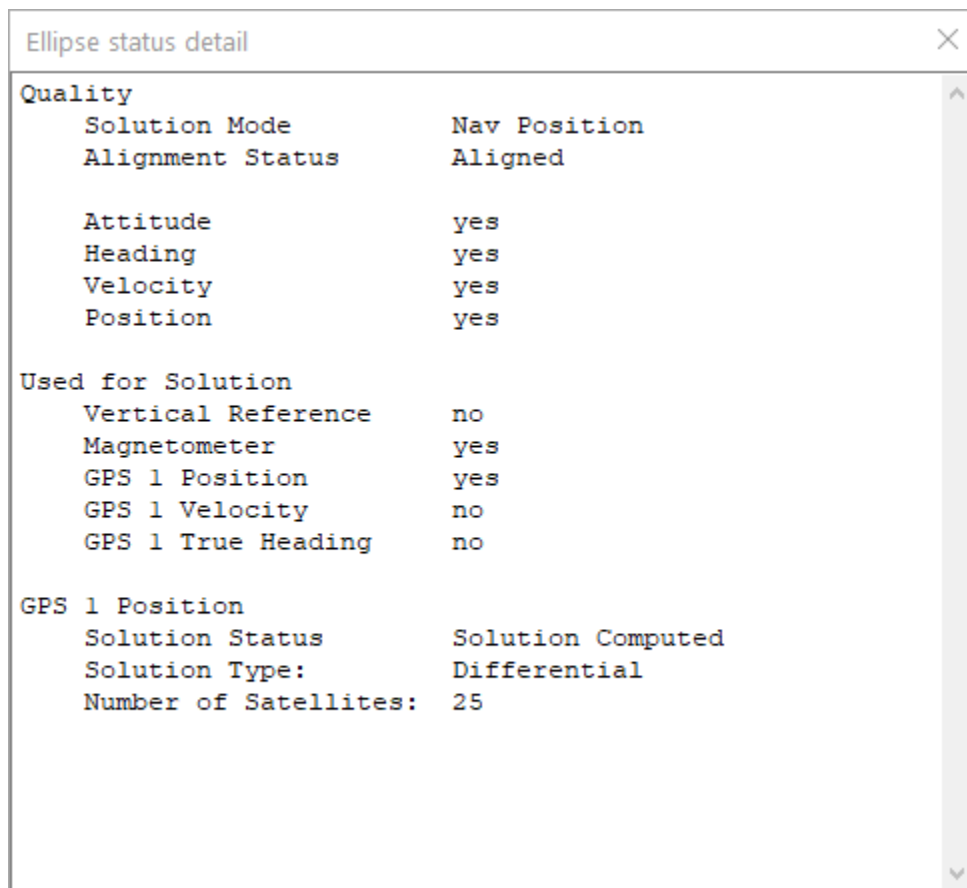 Ellipse status detail
Quality
Solution Mode Nav Position
Alignment Status Aligned
Attitude yes
Heading yes
Velocity yes
Position yes
Used for Solution
Vertical Reference no
Magnetometer yes
GPS 1 Position yes
GPS 1 Velocity no
GPS 1 True Heading no
GPS 1 Position
Solution Status Solution Computed
Solution Type: Differential
Number of Satellites: 25